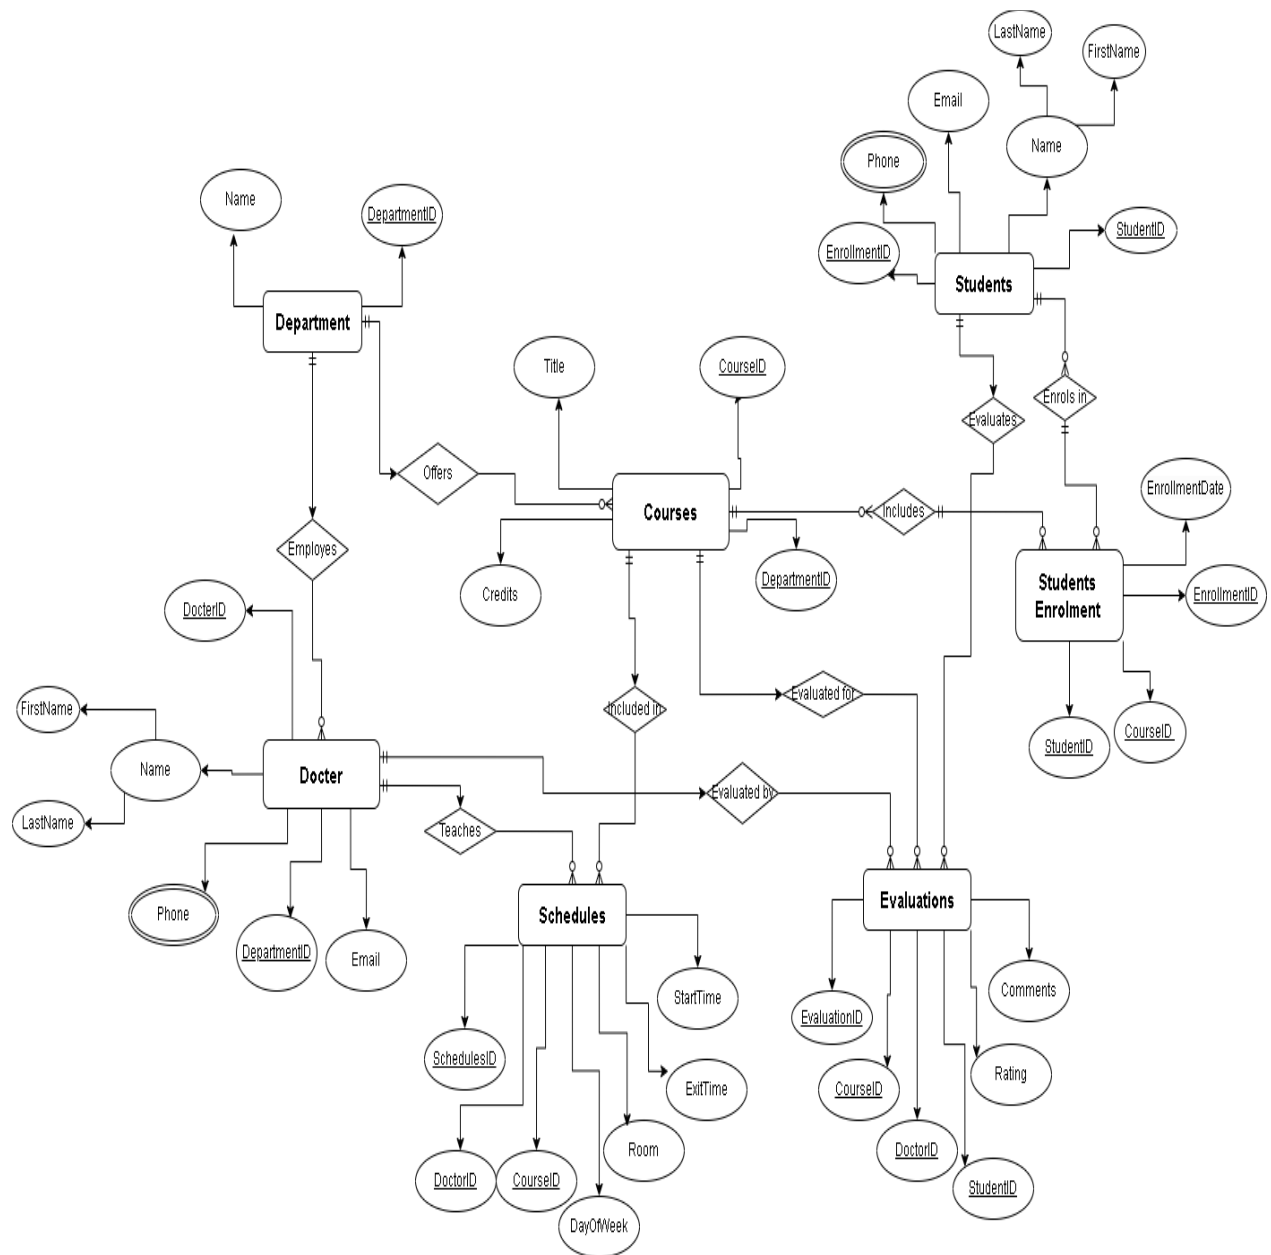 LastName
FirstName
Email
Name
Phone
Name
DepartmentID
StudentID
EnrollmentID
Students
Department
Title
CourseID
Enrols in
Evaluates
Offers
EnrollmentDate
Courses
Includes
Employes
DepartmentID
Credits
Students
Enrolment
EnrollmentID
DocterID
Evaluated for
FirstName
Included in
StudentID
CourseID
Name
Docter
Evaluated by
LastName
Teaches
Phone
DepartmentID
Email
Schedules
Evaluations
StartTime
Comments
EvaluationID
SchedulesID
ExitTime
CourseID
Rating
Room
DoctorID
DoctorID
CourseID
StudentID
DayOfWeek